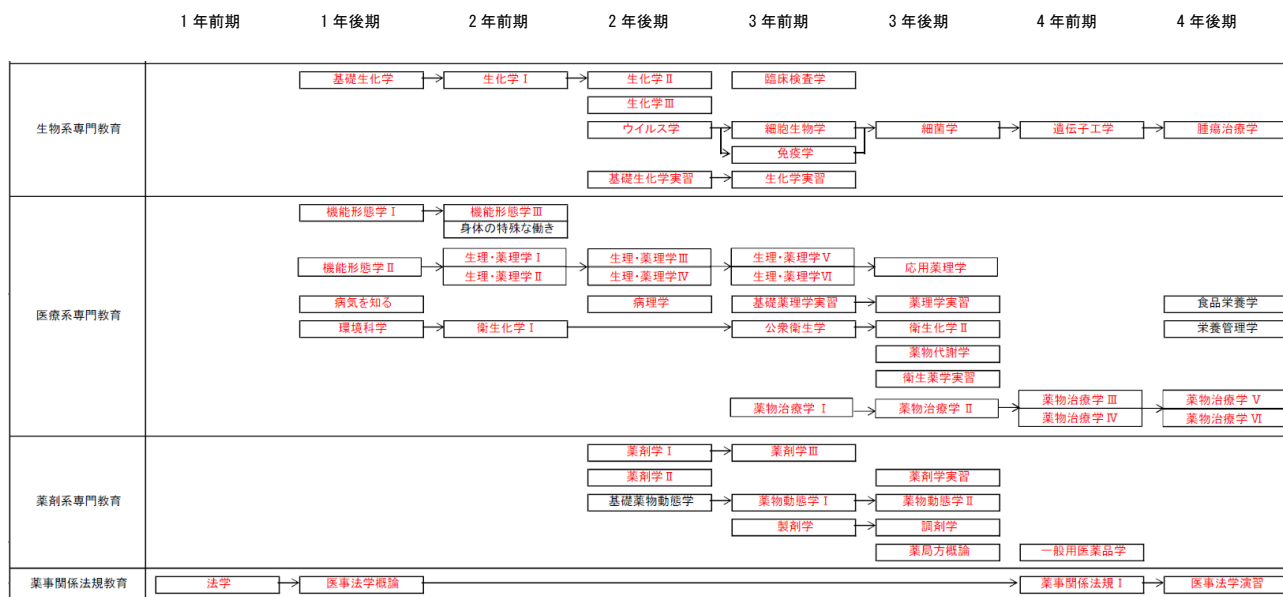 1年前期 1年後期 2年前期 2年後期 3年前期 3年後期 4年前期 4年後期
生物系専門教育
基礎生化学 生化学Ⅰ 生化学Ⅱ 臨床検査学
生化学Ⅲ
ウイルス学 細胞生物学 細菌学 遺伝子工学 腫瘍治療学
免疫学
基礎生化学実習 生化学実習
医療系専門教育
機能形態学Ⅰ 機能形態学Ⅲ
身体の特殊な働き
機能形態学Ⅱ 生理・薬理学Ⅰ 生理・薬理学Ⅲ 生理・薬理学Ⅴ 応用薬理学
生理・薬理学Ⅱ 生理・薬理学Ⅳ 生理・薬理学Ⅵ
病気を知る 病理学 基礎薬理学実習 薬理学実習 食品栄養学
環境科学 衛生化学Ⅰ 公衆衛生学 衛生化学Ⅱ 栄養管理学
薬物代謝学
衛生薬学実習
薬物治療学Ⅰ 薬物治療学Ⅱ 薬物治療学Ⅲ 薬物治療学Ⅴ
薬物治療学Ⅳ 薬物治療学Ⅵ
薬剤系専門教育
薬剤学Ⅰ 薬剤学Ⅲ
薬剤学Ⅱ 薬剤学実習
基礎薬物動態学 薬物動態学Ⅰ 薬物動態学Ⅱ
製剤学 調剤学
薬局方概論 一般用医薬品学
薬事関係法規教育 法学 医事法学概論 薬事関係法規Ⅰ 医事法学演習